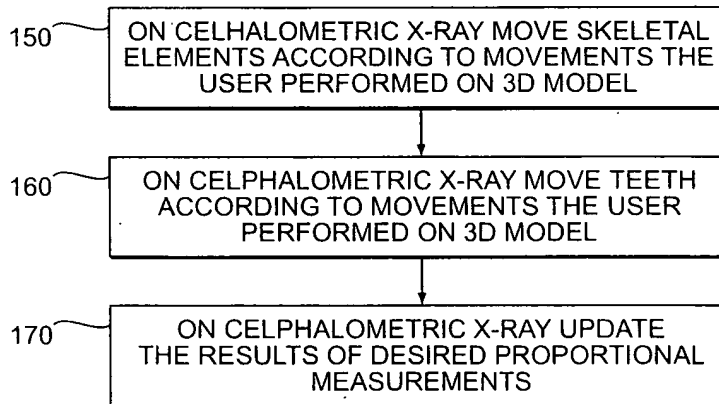 150
ON CELHALOMETRIC X-RAY MOVE SKELETAL
ELEMENTS ACCORDING TO MOVEMENTS THE
USER PERFORMED ON 3D MODEL
160
ON CELPHALOMETRIC X-RAY MOVE TEETH
ACCORDING TO MOVEMENTS THE USER
PERFORMED ON 3D MODEL
170
ON CELPHALOMETRIC X-RAY UPDATE
THE RESULTS OF DESIRED PROPORTIONAL
MEASUREMENTS